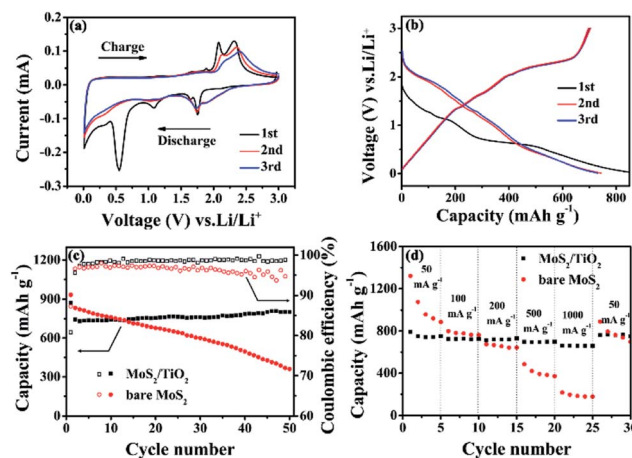 (a)
Charge
Discharge
1st
2nd
3rd
0.2
0.1
0.0
-0.1
-0.2
-0.3
Current (mA)
0.0 0.5 1.0 1.5 2.0 2.5 3.0
Voltage (V) vs.Li/Li⁺
(b)
1st
2nd
3rd
3
2
1
0
Voltage (V) vs.Li/Li⁺
0 200 400 600 800
Capacity (mAh g⁻¹)
(c)
MoS₂/TiO₂
bare MoS₂
1200
900
600
300
0
Capacity (mAh g⁻¹)
100
90
80
70
60
Coulombic efficiency (%)
0 10 20 30 40 50
Cycle number
(d)
MoS₂/TiO₂
bare MoS₂
50
mA g⁻¹
100
mA g⁻¹
200
mA g⁻¹
500
mA g⁻¹
1000
mA g⁻¹
50
mA g⁻¹
1600
1200
800
400
0
Capacity (mAh g⁻¹)
0 5 10 15 20 25 30
Cycle number